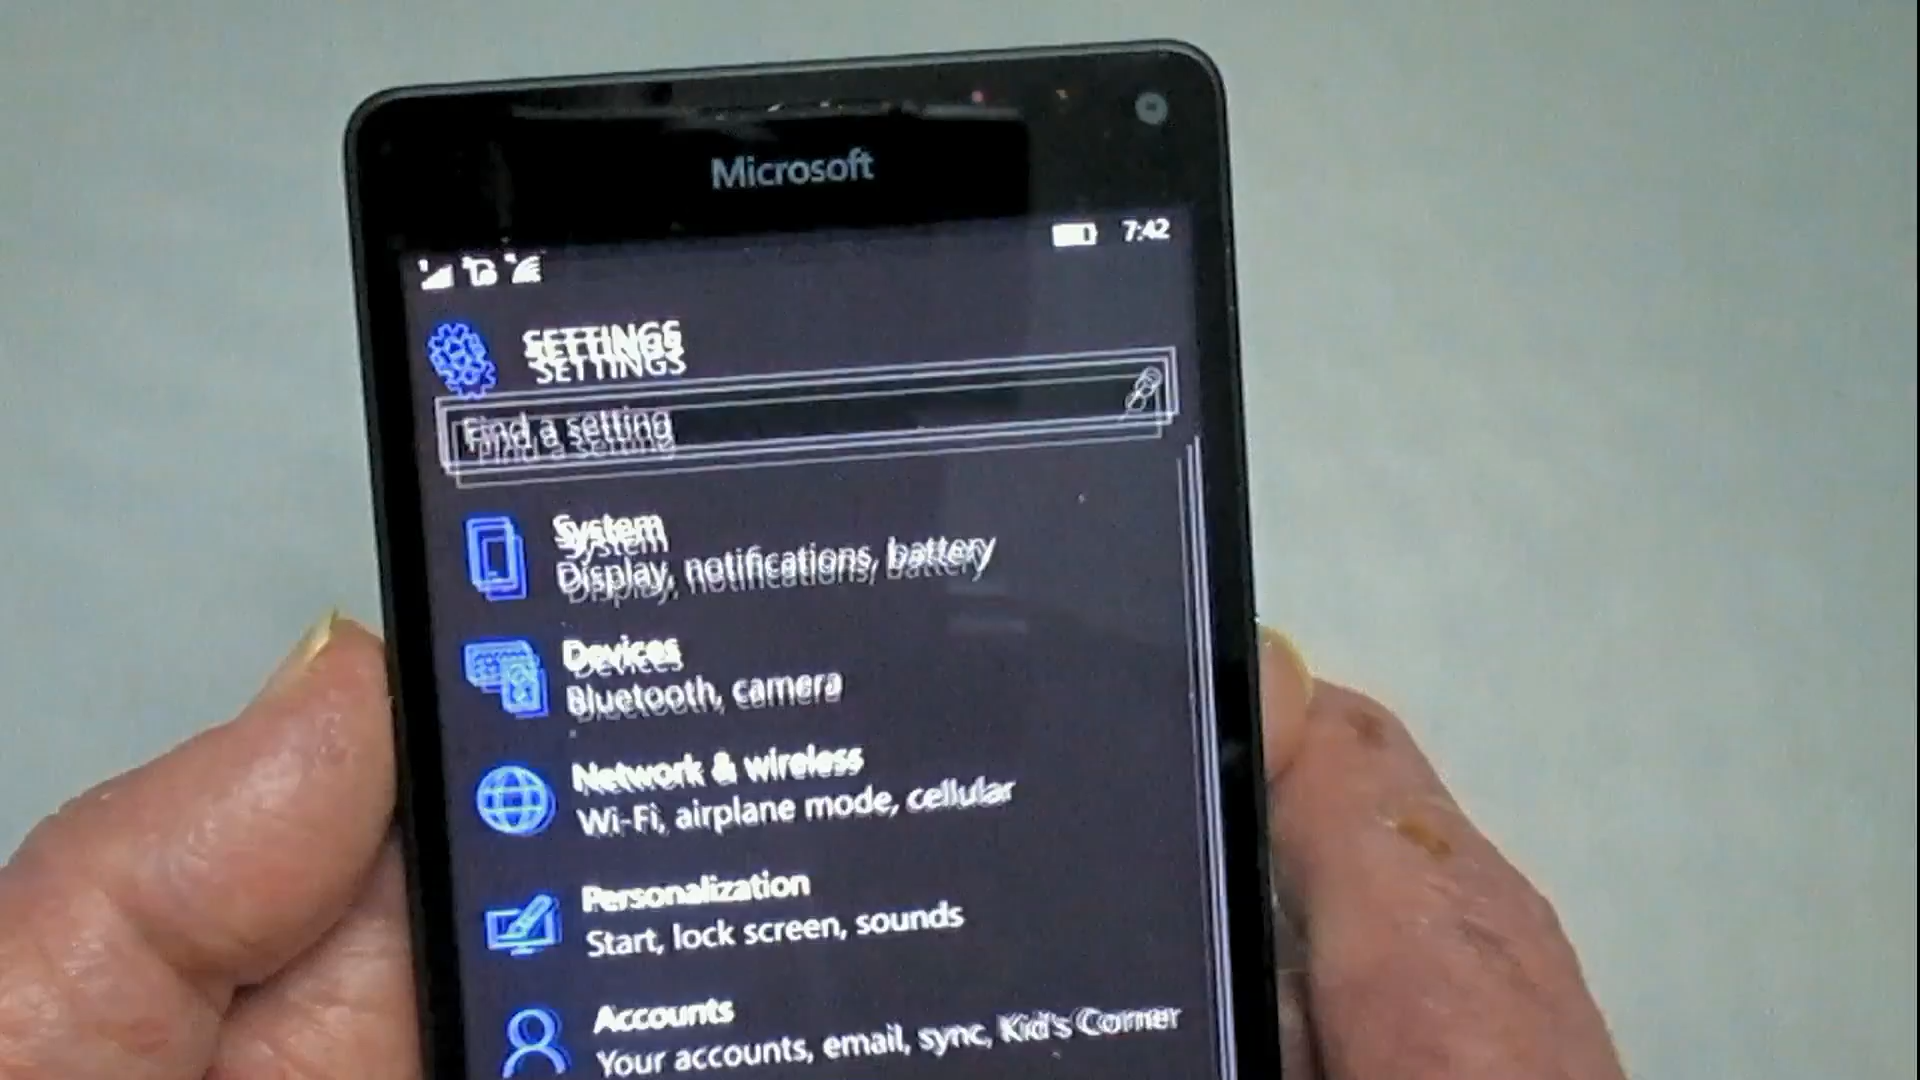 Microsoft
7:42
SETTINGS
Find a setting
System
Display, notifications, battery
Devices
Bluetooth, camera
Network & wireless
Wi-Fi, airplane mode, cellular
Personalization
Start, lock screen, sounds
Accounts
Your accounts, email, sync, Kid's Corner